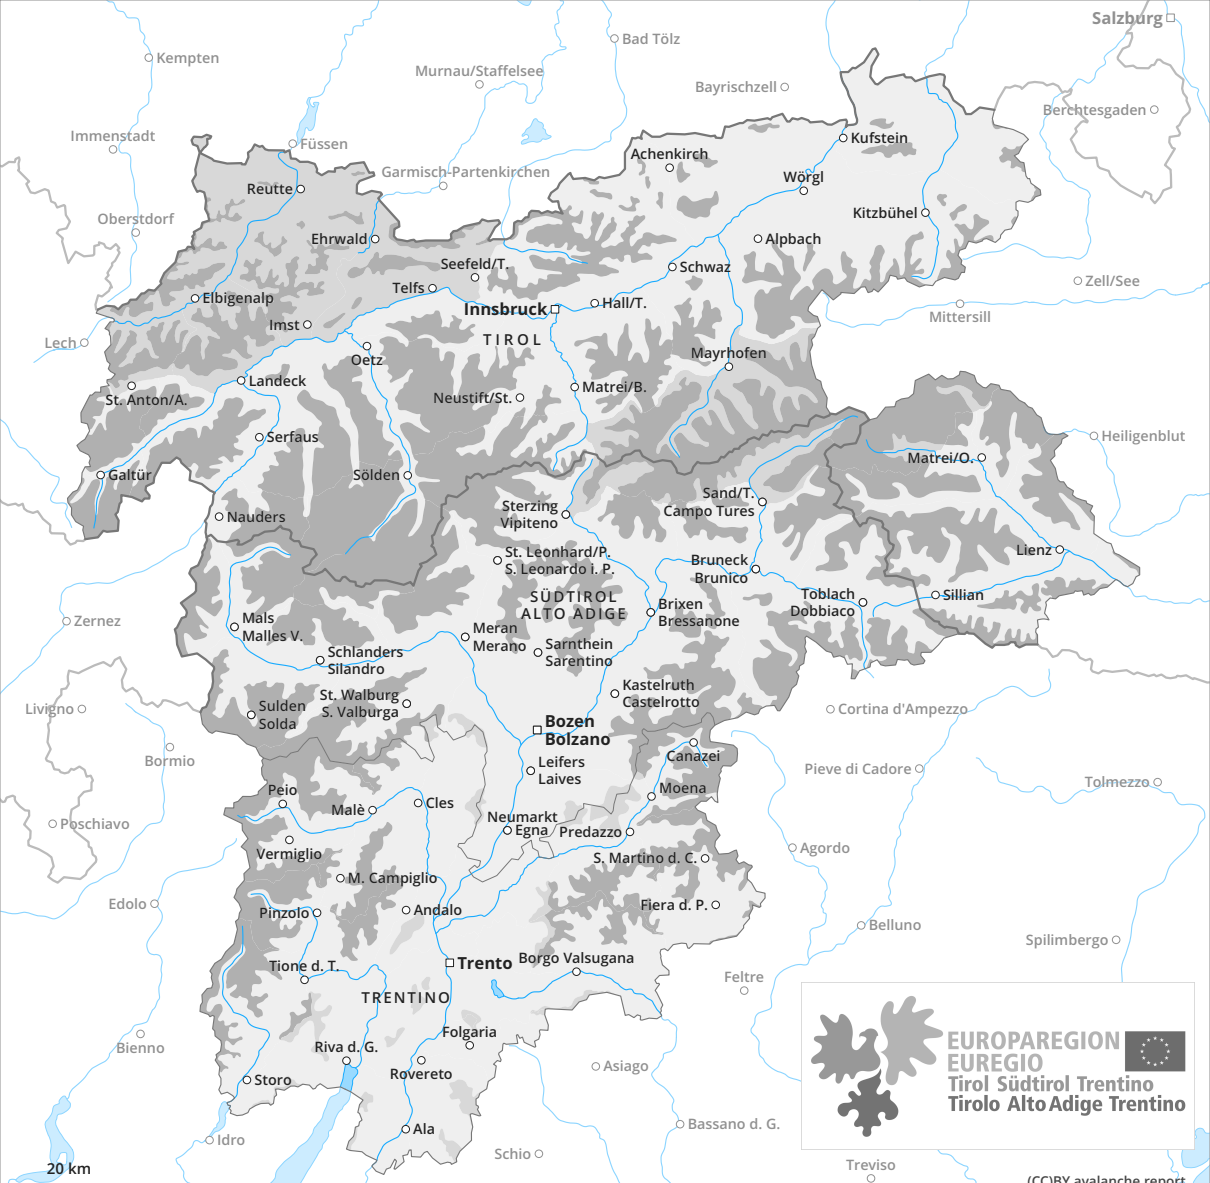 Salzburg
Bad Tölz
Kempten
Murnau/Staffelsee
Bayrischzell
Berchtesgaden
Immenstadt
Füssen
Kufstein
Achenkirch
Garmisch-Partenkirchen
Wörgl
Reutte
Oberstdorf
Kitzbühel
Ehrwald
Alpbach
Seefeld/T.
Schwaz
Zell/See
Telfs
Elbigenalp
Hall/T.
Innsbruck
Mittersill
Imst
TIROL
Lech
Oetz
Mayrhofen
Landeck
Matrei/B.
St. Anton/A.
Neustift/St.
Serfaus
Heiligenblut
Matrei/O.
Galtür
Sölden
Sand/T.
Campo Tures
Sterzing
Vipiteno
Nauders
Lienz
St. Leonhard/P.
S. Leonardo i. P.
Bruneck
Brunico
SÜDTIROL
ALTO ADIGE
Toblach
Dobbiaco
Sillian
Brixen
Bressanone
Zernez
Mals
Malles V.
Meran
Merano
Sarnthein
Sarentino
Schlanders
Silandro
Kastelruth
Castelrotto
St. Walburg
S. Valburga
Sulden
Solda
Livigno
Cortina d'Ampezzo
Bozen
Bolzano
Bormio
Canazei
Leifers
Laives
Pieve di Cadore
Tolmezzo
Peio
Moena
Malè
Cles
Neumarkt
Egna
Predazzo
Poschiavo
Vermiglio
Agordo
S. Martino d. C.
M. Campiglio
Edolo
Pinzolo
Andalo
Fiera d. P.
Belluno
Spilimbergo
Trento
Borgo Valsugana
Tione d. T.
Feltre
TRENTINO
Folgaria
Bienno
Riva d. G.
Rovereto
Asiago
Storo
EUROPAREGION
EUREGIO
Tirol Südtirol Trentino
Tirolo Alto Adige Trentino
Ala
Bassano d. G.
Idro
Schio
Treviso
20 km
(CC)BY avalanche.report